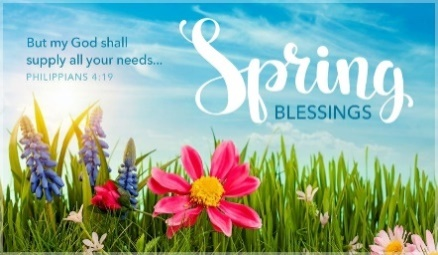 But my God shall
supply all your needs...
PHILIPPIANS 4:19
Spring
BLESSINGS